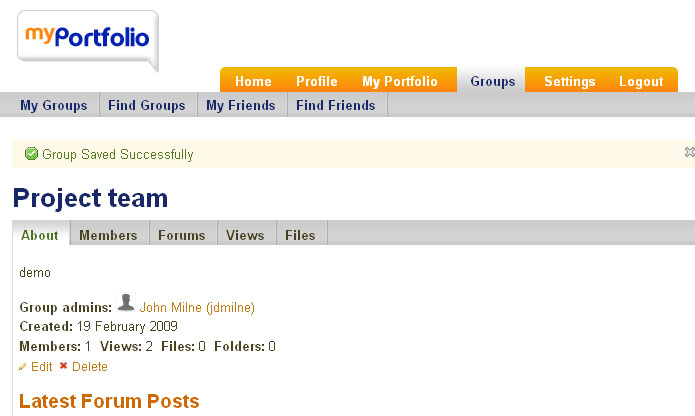 myPortfolio
Home Profile My Portfolio Groups Settings Logout
My Groups Find Groups My Friends Find Friends
Group Saved Successfully
Project team
About Members Forums Views Files
demo
Group admins: John Milne (jdmilne)
Created: 19 February 2009
Members: 1 Views: 2 Files: 0 Folders: 0
Edit Delete
Latest Forum Posts